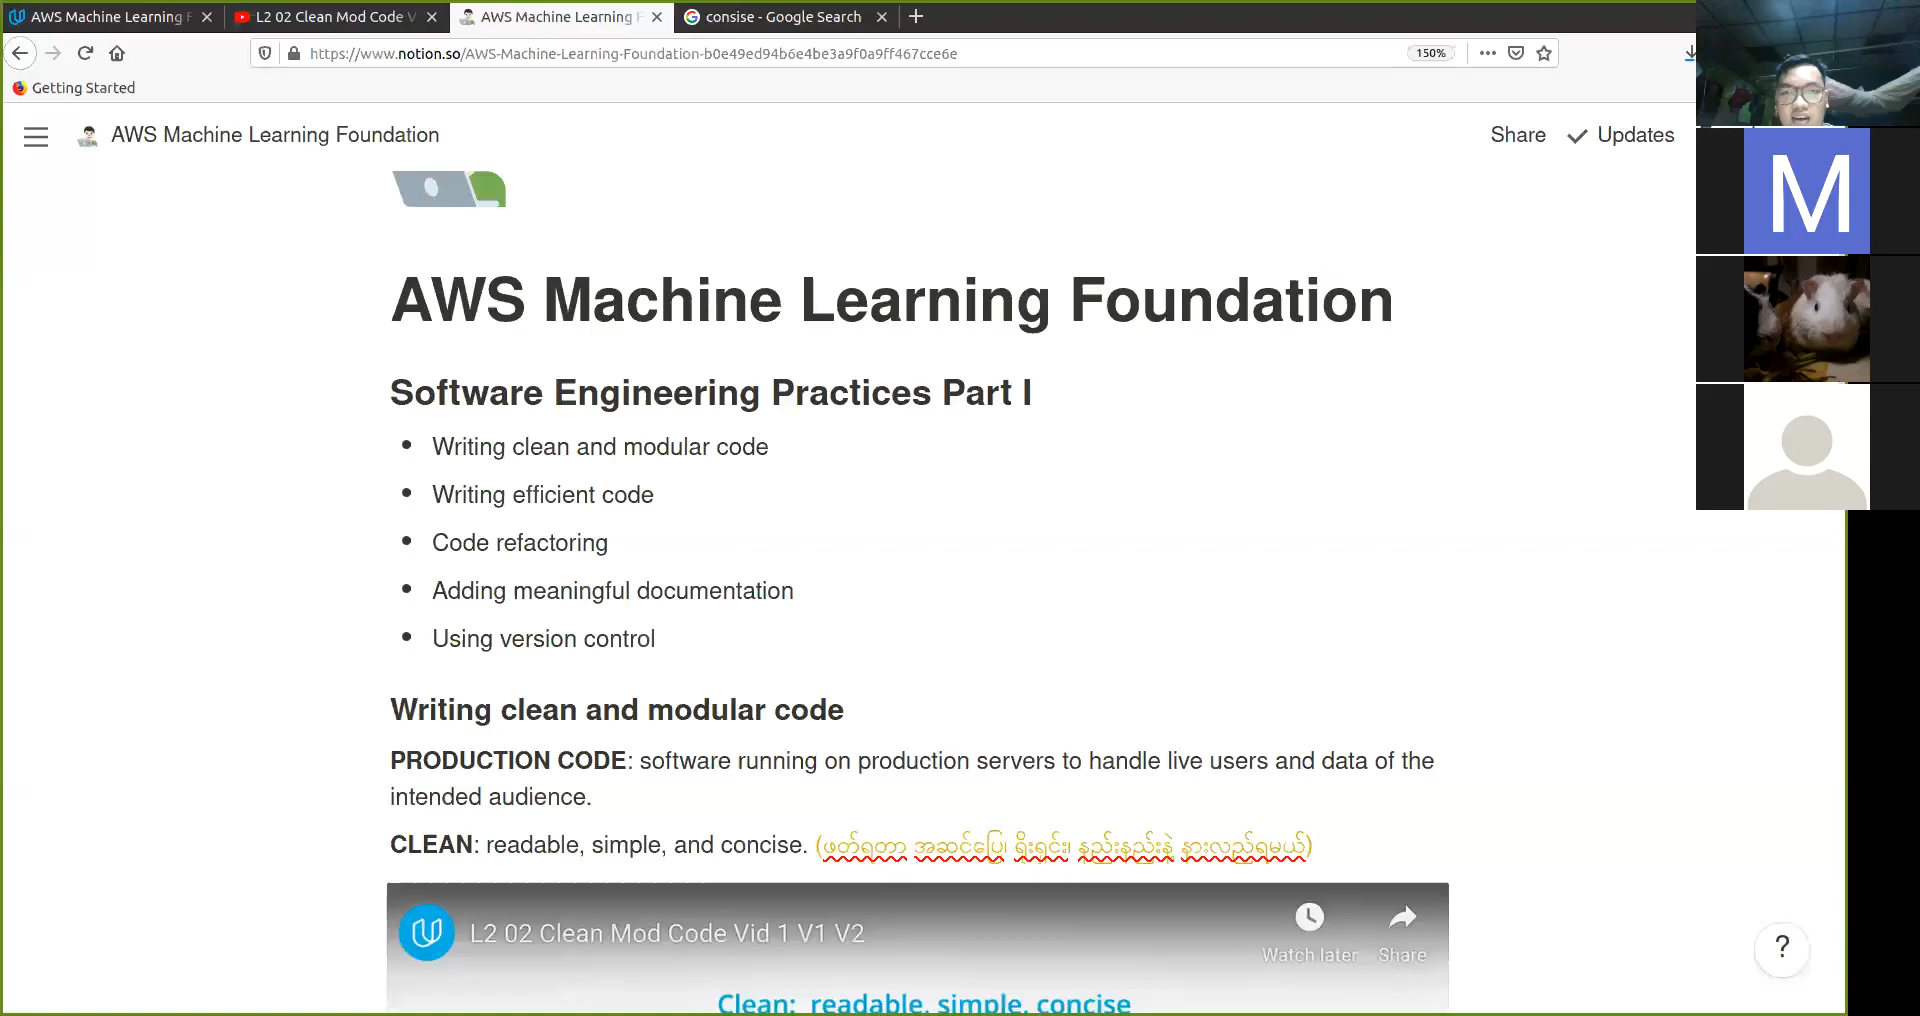 AWS Machine Learning F
L2 02 Clean Mod Code V
AWS Machine Learning F
consise - Google Search
https://www.notion.so/AWS-Machine-Learning-Foundation-b0e49ed94b6e4be3a9f0a9ff467cce6e
150%
Getting Started
AWS Machine Learning Foundation
Share
Updates
M
AWS Machine Learning Foundation
Software Engineering Practices Part I
• Writing clean and modular code
• Writing efficient code
• Code refactoring
• Adding meaningful documentation
• Using version control
Writing clean and modular code
PRODUCTION CODE: software running on production servers to handle live users and data of the
intended audience.
CLEAN: readable, simple, and concise. (ဖတ်ရတာ အဆင်ပြေ၊ ရိုးရှင်း၊ နည်းနည်းနဲ့ နားလည်ရမယ်)
L2 02 Clean Mod Code Vid 1 V1 V2
Watch later
Share
?
Clean: readable, simple, concise